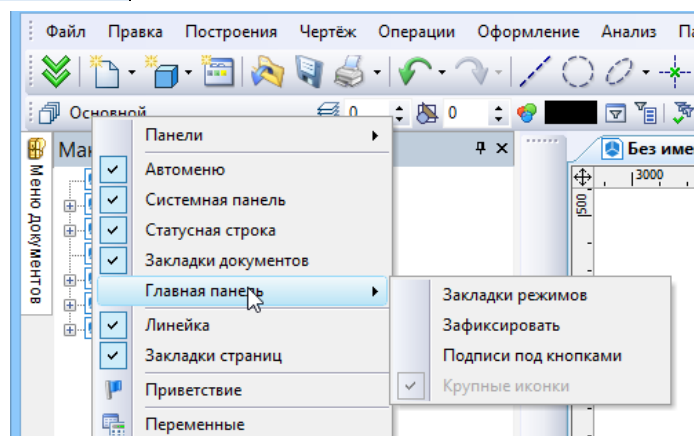 Файл Правка Построения Чертёж Операции Оформление Анализ
Основной 0 0
Меню документов
Без име
3000
500
Панели
Автоменю
Системная панель
Статусная строка
Закладки документов
Главная панель
Линейка
Закладки страниц
Приветствие
Переменные
Закладки режимов
Зафиксировать
Подписи под кнопками
Крупные иконки